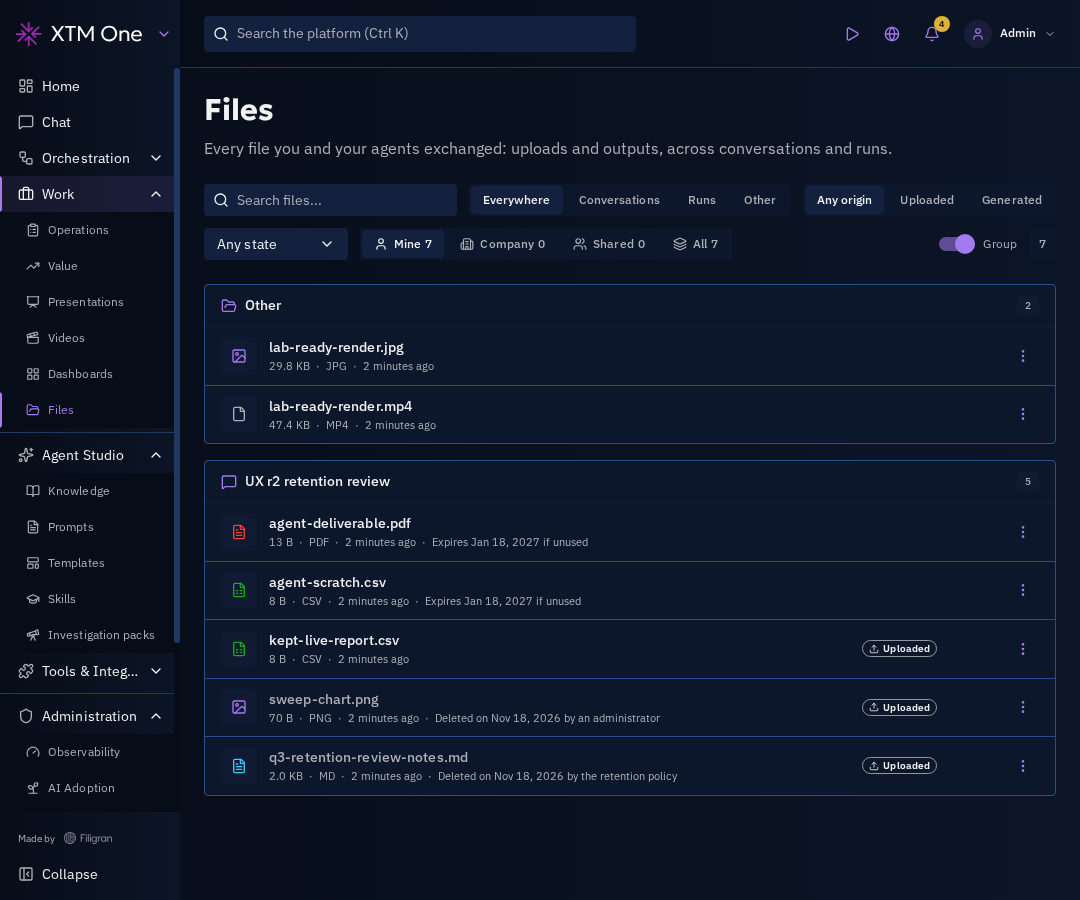 XTM One
Search the platform (Ctrl K)
4
Admin
Home
Chat
Orchestration
Work
Operations
Value
Presentations
Videos
Dashboards
Files
Agent Studio
Knowledge
Prompts
Templates
Skills
Investigation packs
Tools & Integ...
Administration
Observability
AI Adoption
Made by Filigran
Collapse
Files
Every file you and your agents exchanged: uploads and outputs, across conversations and runs.
Search files...
Everywhere Conversations Runs Other
Any origin Uploaded Generated
Any state
Mine 7 Company 0 Shared 0 All 7
Group 7
Other 2
lab-ready-render.jpg
29.8 KB · JPG · 2 minutes ago
lab-ready-render.mp4
47.4 KB · MP4 · 2 minutes ago
UX r2 retention review 5
agent-deliverable.pdf
13 B · PDF · 2 minutes ago · Expires Jan 18, 2027 if unused
agent-scratch.csv
8 B · CSV · 2 minutes ago · Expires Jan 18, 2027 if unused
kept-live-report.csv
8 B · CSV · 2 minutes ago
Uploaded
sweep-chart.png
70 B · PNG · 2 minutes ago · Deleted on Nov 18, 2026 by an administrator
Uploaded
q3-retention-review-notes.md
2.0 KB · MD · 2 minutes ago · Deleted on Nov 18, 2026 by the retention policy
Uploaded